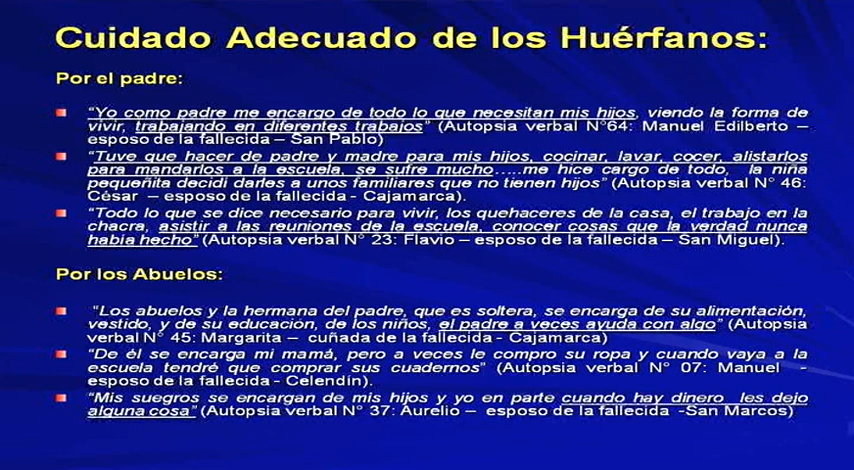 Cuidado Adecuado de los Huérfanos:
Por el padre:
"Yo como padre me encargo de todo lo que necesitan mis hijos, viendo la forma de
vivir, trabajando en diferentes trabajos" (Autopsia verbal N°64: Manuel Edilberto –
esposo de la fallecida – San Pablo)
"Tuve que hacer de padre y madre para mis hijos, cocinar, lavar, cocer, alistarlos
para mandarlos a la escuela, se sufre mucho.....me hice cargo de todo, la niña
pequeñita decidí darles a unos familiares que no tienen hijos" (Autopsia verbal N° 46:
César – esposo de la fallecida - Cajamarca).
"Todo lo que se dice necesario para vivir, los quehaceres de la casa, el trabajo en la
chacra, asistir a las reuniones de la escuela, conocer cosas que la verdad nunca
había hecho" (Autopsia verbal N° 23: Flavio – esposo de la fallecida – San Miguel).
Por los Abuelos:
"Los abuelos y la hermana del padre, que es soltera, se encarga de su alimentación,
vestido, y de su educación, de los niños, el padre a veces ayuda con algo" (Autopsia
verbal N° 45: Margarita – cuñada de la fallecida - Cajamarca)
"De él se encarga mi mamá, pero a veces le compro su ropa y cuando vaya a la
escuela tendré que comprar sus cuadernos" (Autopsia verbal N° 07: Manuel -
esposo de la fallecida - Celendín).
"Mis suegros se encargan de mis hijos y yo en parte cuando hay dinero les dejo
alguna cosa" (Autopsia verbal N° 37: Aurelio – esposo de la fallecida -San Marcos)